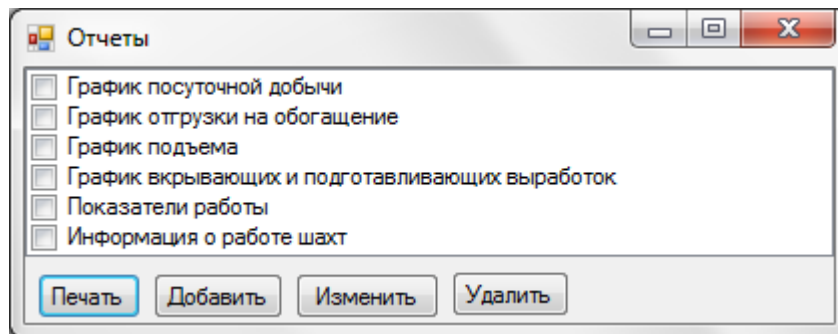 Отчеты
График посуточной добычи
График отгрузки на обогащение
График подъема
График вкрывающих и подготавливающих выработок
Показатели работы
Информация о работе шахт
Печать Добавить Изменить Удалить